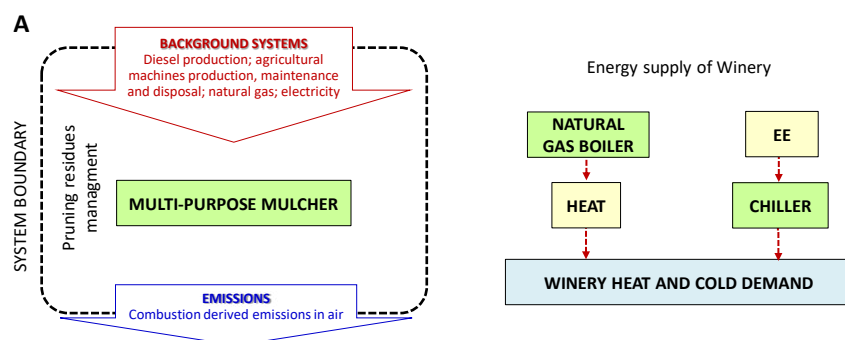 A
BACKGROUND SYSTEMS
Diesel production; agricultural
machines production, maintenance
and disposal; natural gas; electricity
SYSTEM BOUNDARY
Pruning residues
managment
MULTI-PURPOSE MULCHER
EMISSIONS
Combustion derived emissions in air
Energy supply of Winery
NATURAL
GAS BOILER
EE
HEAT
CHILLER
WINERY HEAT AND COLD DEMAND